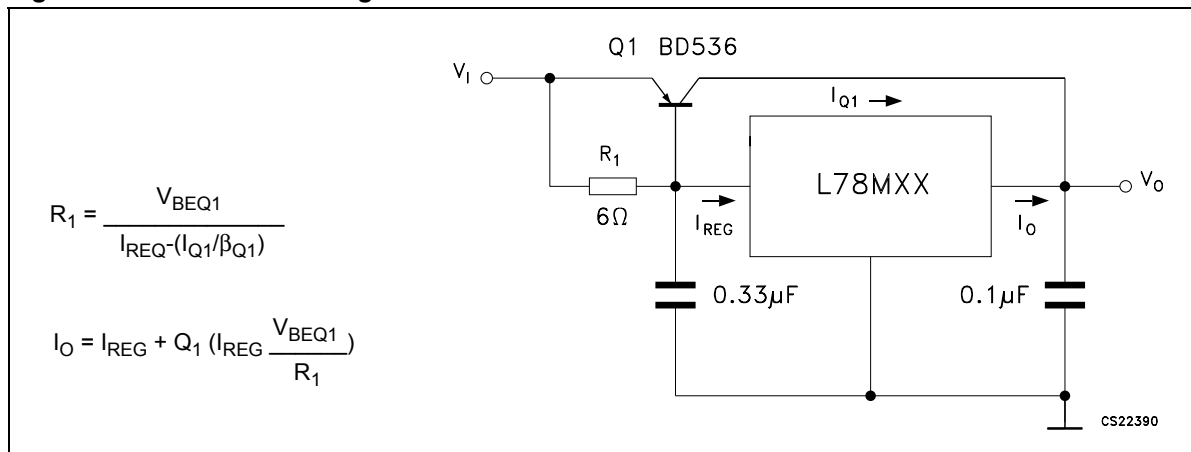 Q1 BD536
V_I
I_Q1
R_1
6Ω
I_REG
L78MXX
I_O
V_O
0.33μF
0.1μF
CS22390
R_1 = V_BEQ1 / I_REQ-(I_Q1/β_Q1)
I_O = I_REG + Q_1 (I_REG V_BEQ1 / R_1)